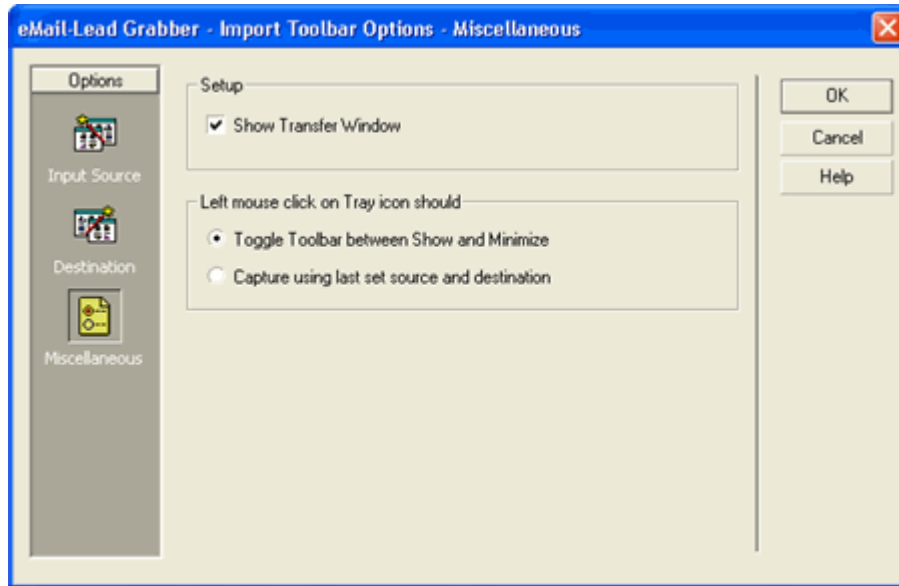 eMail-Lead Grabber - Import Toolbar Options - Miscellaneous
Options
Input Source
Destination
Miscellaneous
Setup
Show Transfer Window
Left mouse click on Tray icon should
Toggle Toolbar between Show and Minimize
Capture using last set source and destination
OK
Cancel
Help